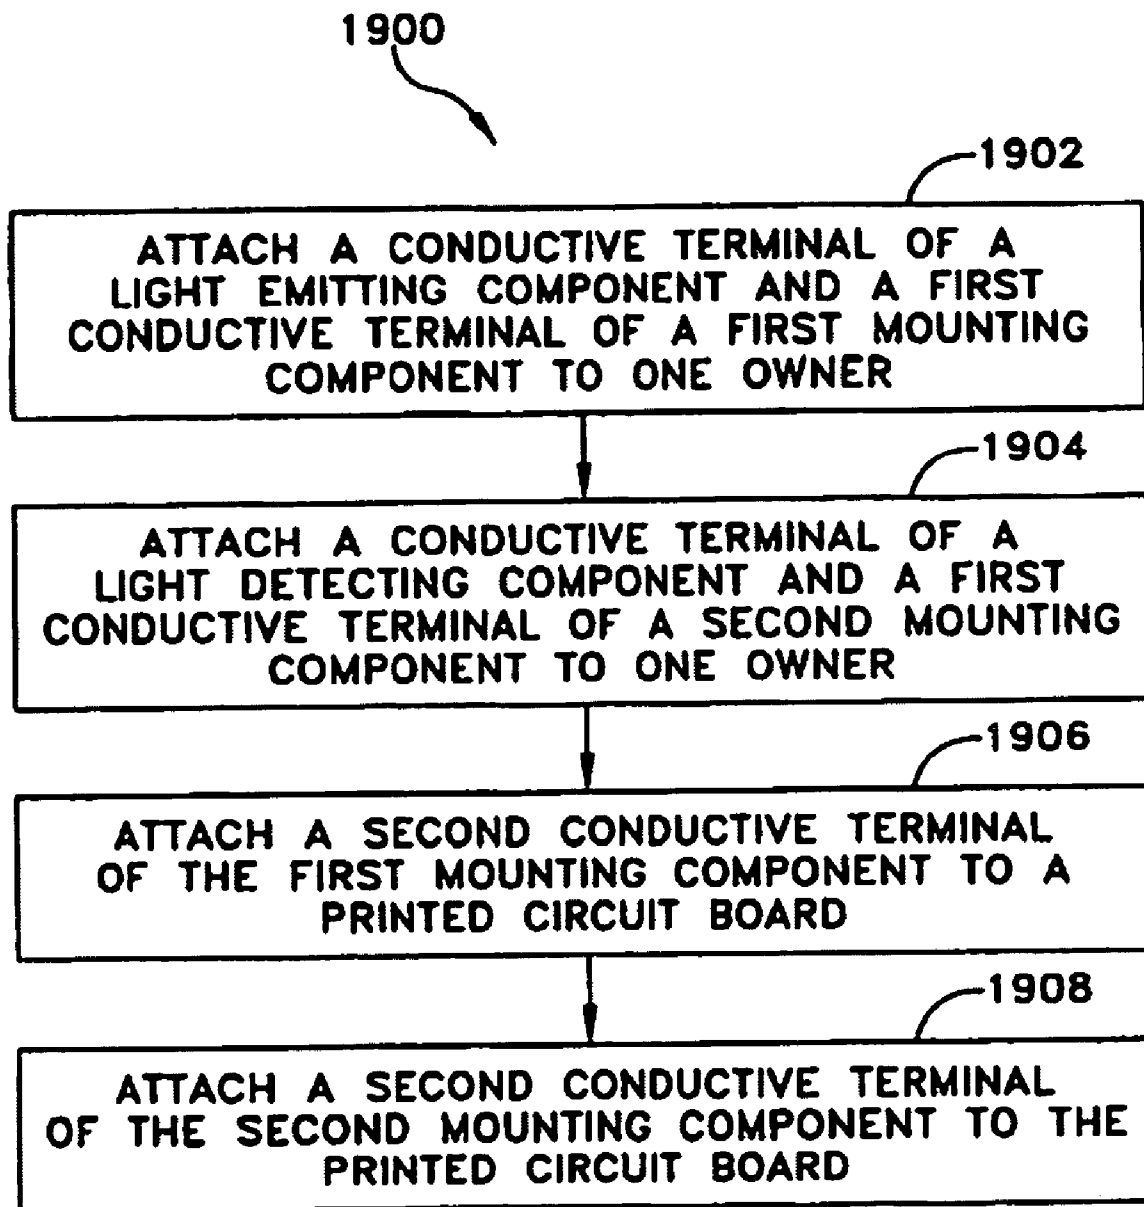 1900
1902
ATTACH A CONDUCTIVE TERMINAL OF A
LIGHT EMITTING COMPONENT AND A FIRST
CONDUCTIVE TERMINAL OF A FIRST MOUNTING
COMPONENT TO ONE OWNER
1904
ATTACH A CONDUCTIVE TERMINAL OF A
LIGHT DETECTING COMPONENT AND A FIRST
CONDUCTIVE TERMINAL OF A SECOND MOUNTING
COMPONENT TO ONE OWNER
1906
ATTACH A SECOND CONDUCTIVE TERMINAL
OF THE FIRST MOUNTING COMPONENT TO A
PRINTED CIRCUIT BOARD
1908
ATTACH A SECOND CONDUCTIVE TERMINAL
OF THE SECOND MOUNTING COMPONENT TO THE
PRINTED CIRCUIT BOARD